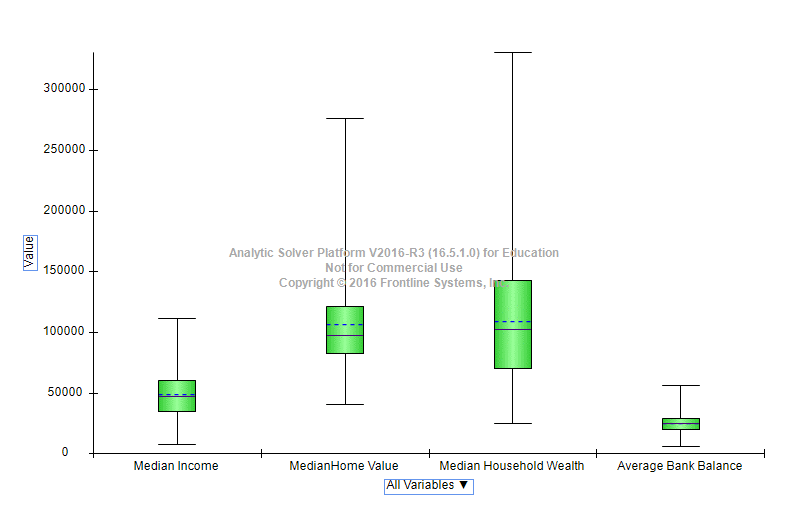 300000
250000
200000
150000
100000
50000
0
Value
Analytic Solver Platform V2016-R3 (16.5.1.0) for Education
Not for Commercial Use
Copyright © 2016 Frontline Systems, Inc.
Median Income
MedianHome Value
Median Household Wealth
Average Bank Balance
All Variables ▼